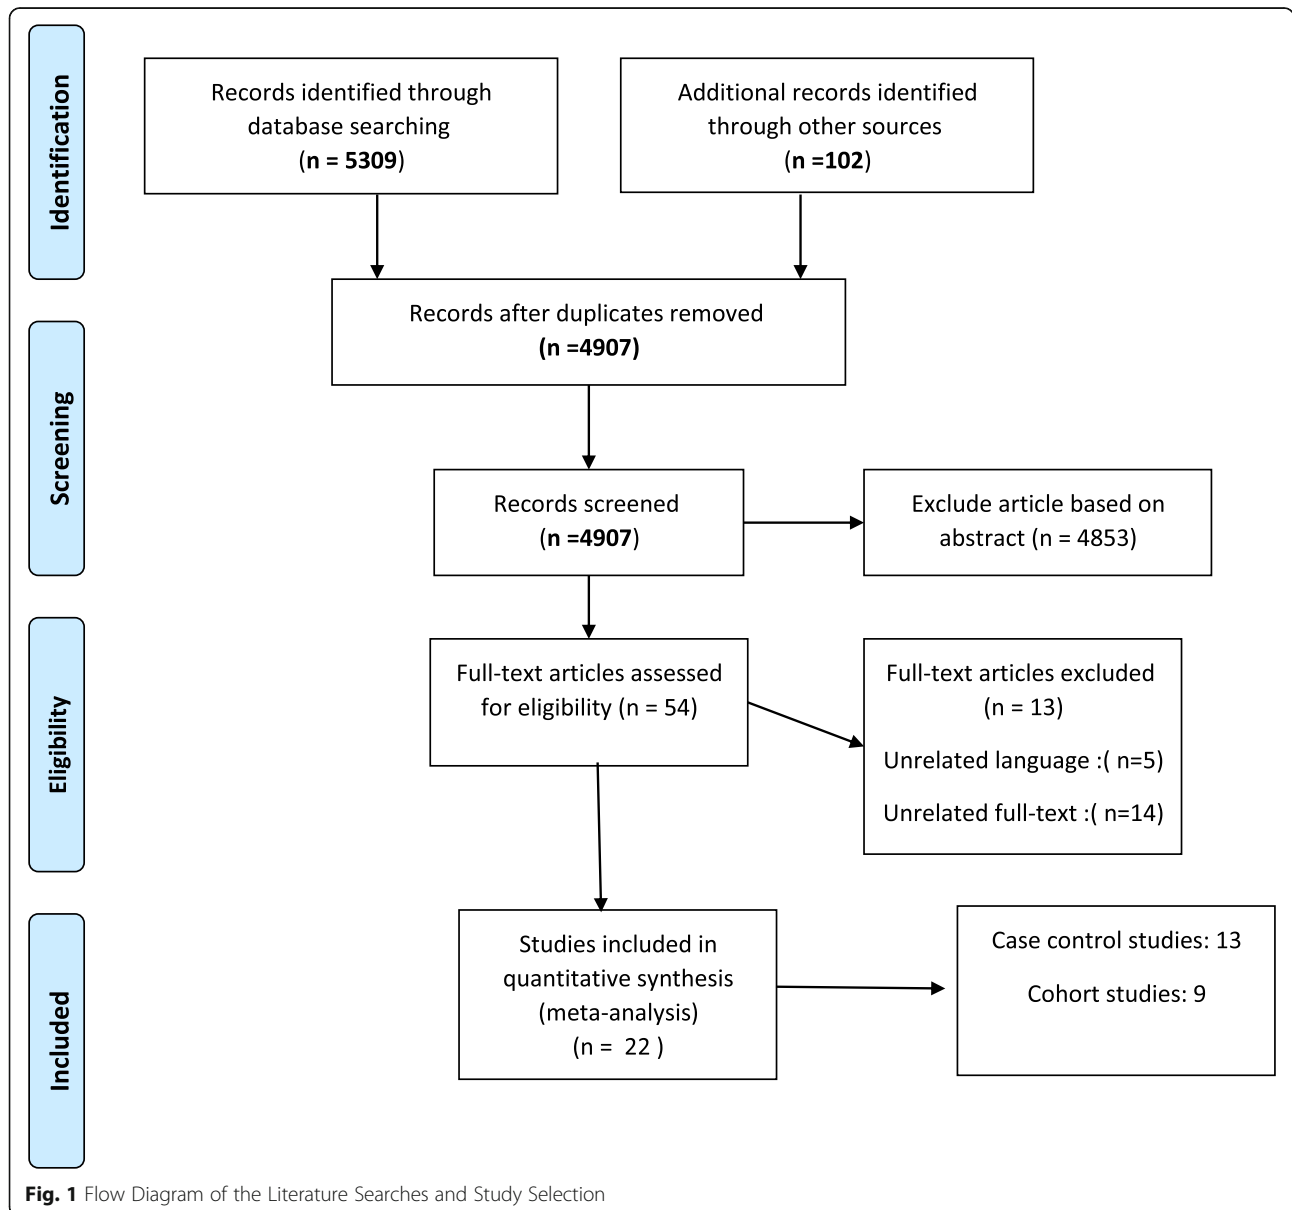 Identification
Records identified through
database searching
(n = 5309)
Additional records identified
through other sources
(n =102)
Records after duplicates removed
(n =4907)
Screening
Records screened
(n =4907)
Exclude article based on
abstract (n = 4853)
Eligibility
Full-text articles assessed
for eligibility (n = 54)
Full-text articles excluded
(n = 13)
Unrelated language :( n=5)
Unrelated full-text :( n=14)
Included
Studies included in
quantitative synthesis
(meta-analysis)
(n =  22 )
Case control studies: 13
Cohort studies: 9
Fig. 1 Flow Diagram of the Literature Searches and Study Selection